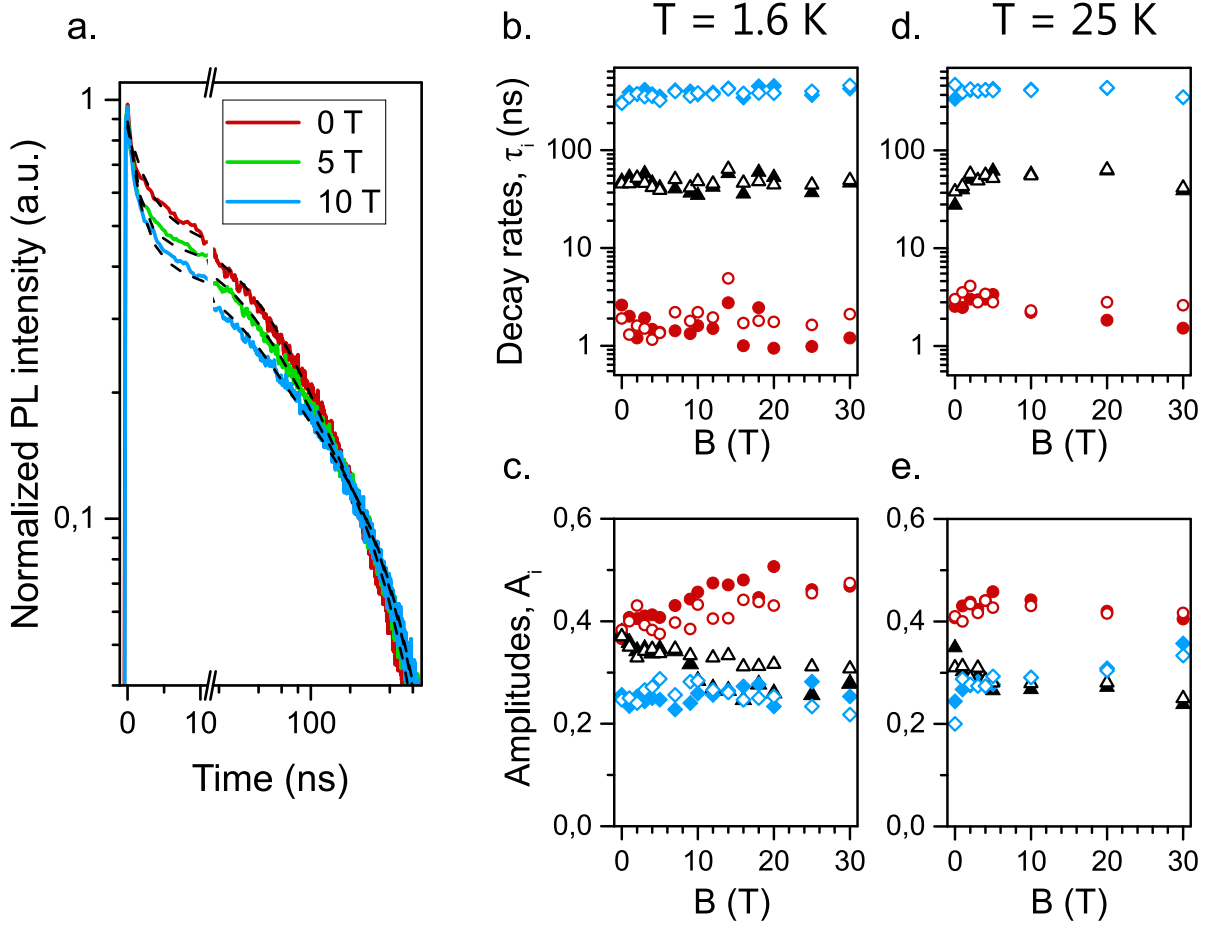 a.
b.
T = 1.6 K
d.
T = 25 K
Normalized PL intensity (a.u.)
1
0,1
0 T
5 T
10 T
0
10
100
Time (ns)
Decay rates, τi (ns)
100
10
1
0
10
20
30
B (T)
0
10
20
30
B (T)
c.
e.
Amplitudes, Ai
0,6
0,4
0,2
0,0
0
10
20
30
B (T)
100
10
1
0,6
0,4
0,2
0,0
0
10
20
30
B (T)